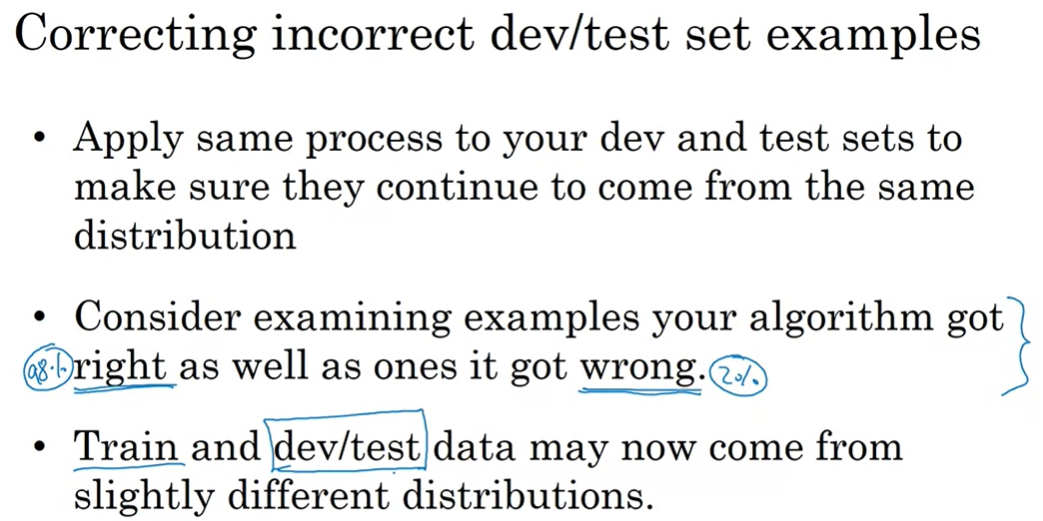 Correcting incorrect dev/test set examples
• Apply same process to your dev and test sets to
make sure they continue to come from the same
distribution
• Consider examining examples your algorithm got
98% right as well as ones it got wrong. 2%
• Train and dev/test data may now come from
slightly different distributions.